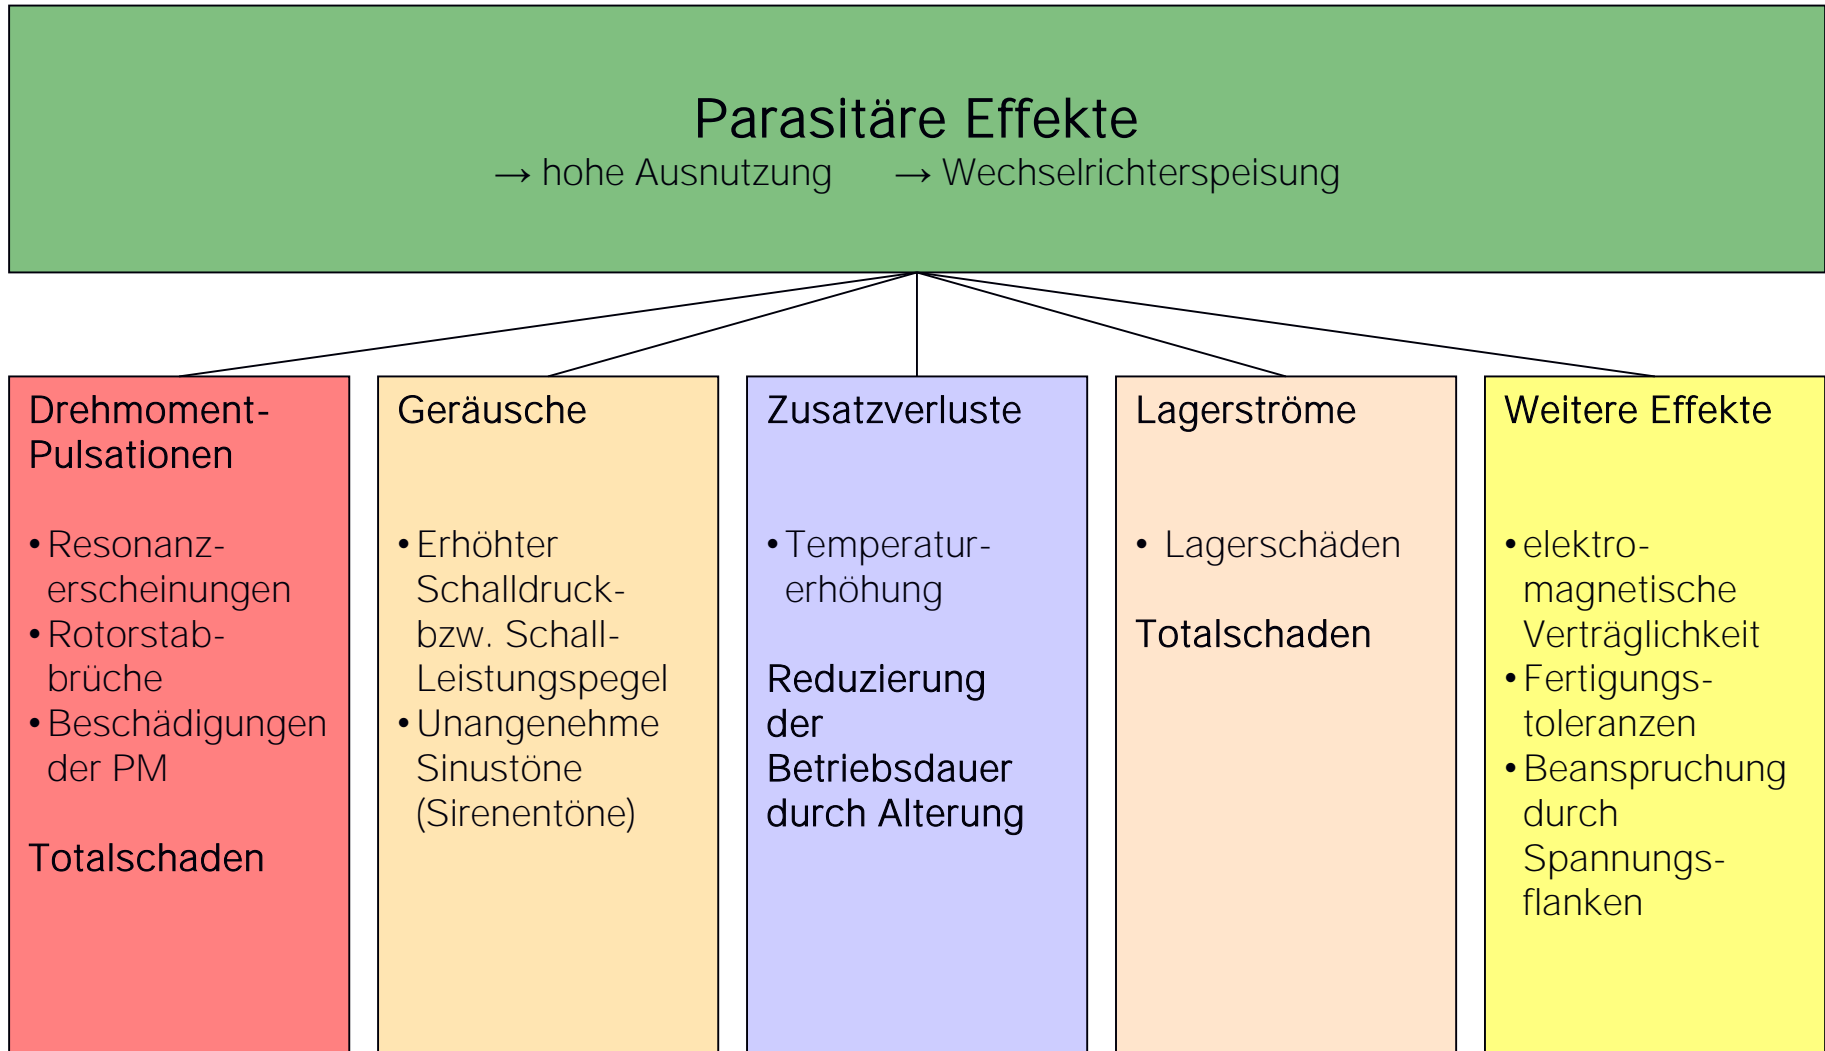 Parasitäre Effekte
→ hohe Ausnutzung → Wechselrichterspeisung
Drehmoment-
Pulsationen
• Resonanz-
erscheinungen
• Rotorstab-
brüche
• Beschädigungen
der PM
Totalschaden
Geräusche
• Erhöhter
Schalldruck-
bzw. Schall-
Leistungspegel
• Unangenehme
Sinustöne
(Sirenentöne)
Zusatzverluste
• Temperatur-
erhöhung
Reduzierung
der
Betriebsdauer
durch Alterung
Lagerströme
• Lagerschäden
Totalschaden
Weitere Effekte
• elektro-
magnetische
Verträglichkeit
• Fertigungs-
toleranzen
• Beanspruchung
durch
Spannungs-
flanken